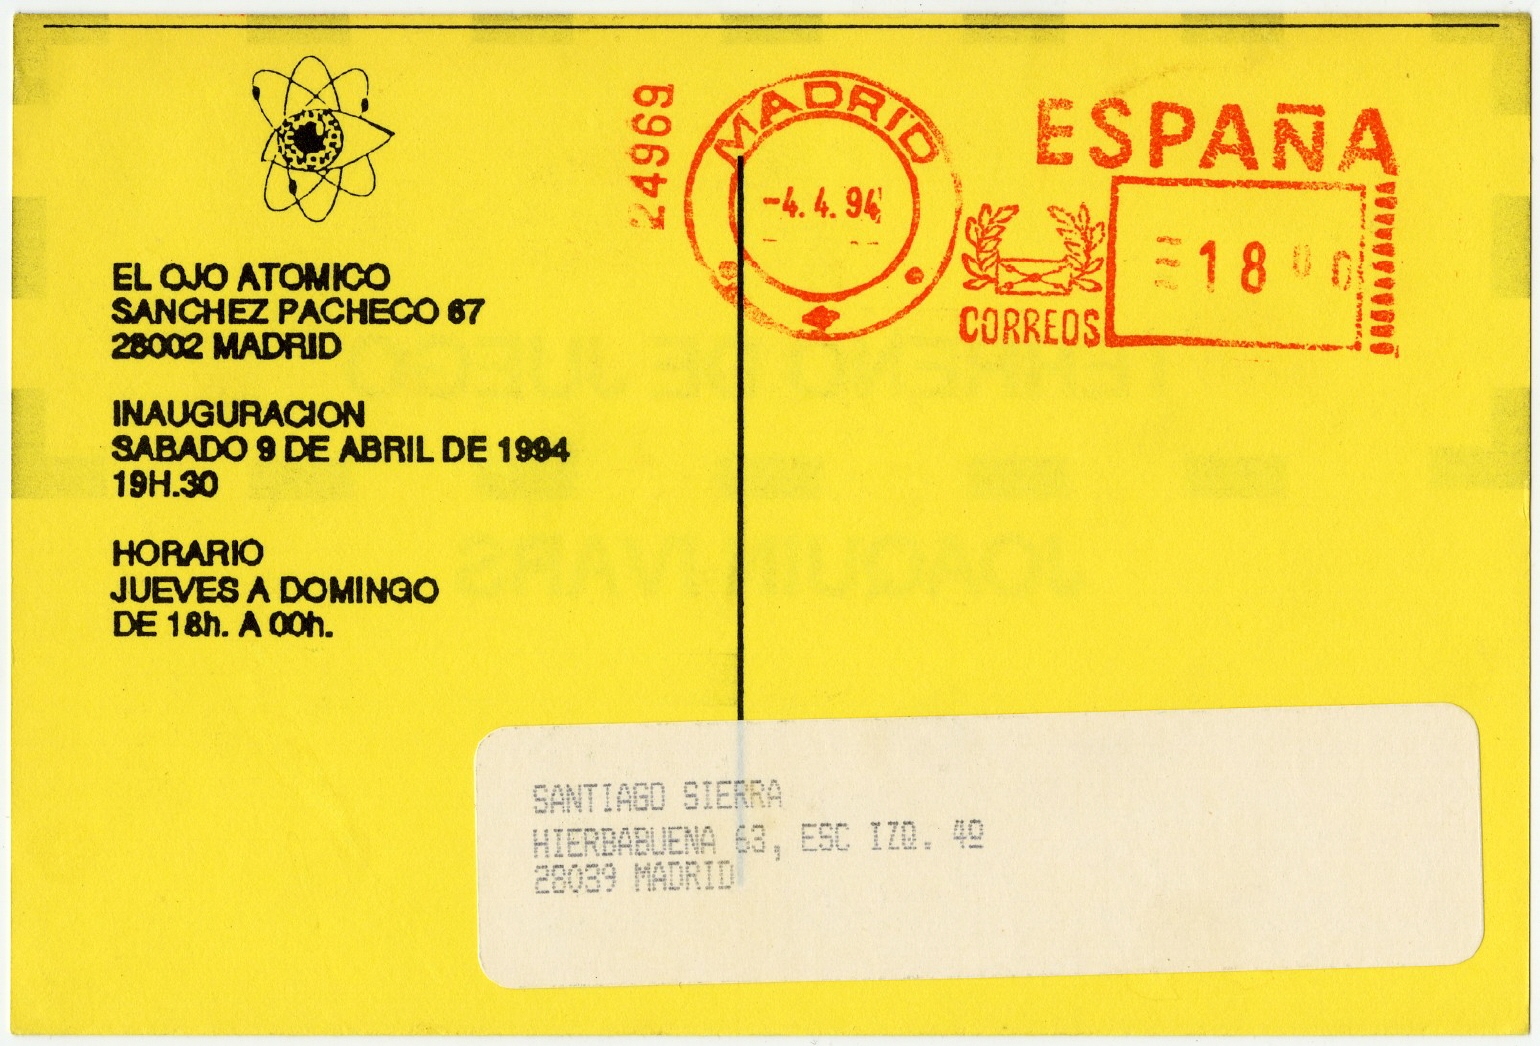 EL OJO ATOMICO
SANCHEZ PACHECO 67
28002 MADRID
INAUGURACION
SABADO 9 DE ABRIL DE 1994
19H.30
HORARIO
JUEVES A DOMINGO
DE 18h. A 00h.
24969
MADRID
-4. 4. 94
ESPAÑA
CORREOS
18 00
SANTIAGO SIERRA
HIERBABUENA 63, ESC IZQ. 4º
28039 MADRID